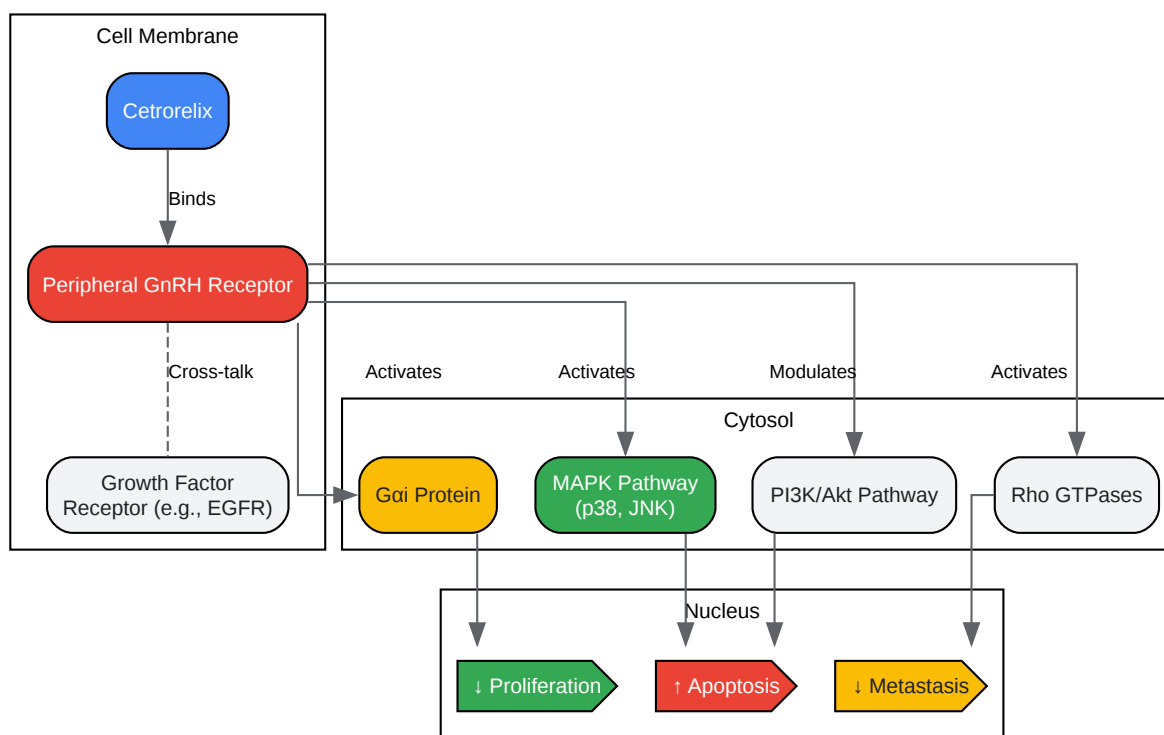 Cell Membrane
Cetrorelix
Binds
Peripheral GnRH Receptor
Cross-talk
Activates
Activates
Modulates
Activates
Cytosol
Growth Factor
Receptor (e.g., EGFR)
Gαi Protein
MAPK Pathway
(p38, JNK)
PI3K/Akt Pathway
Rho GTPases
Nucleus
↓ Proliferation
↑ Apoptosis
↓ Metastasis